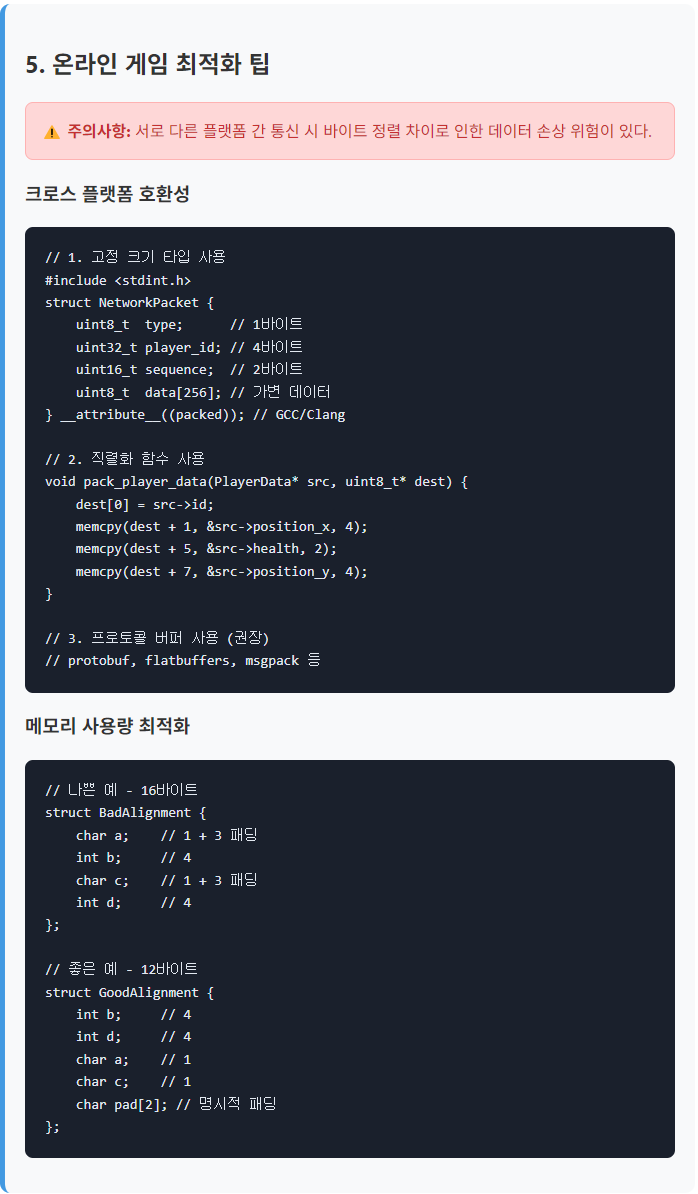 5. 온라인 게임 최적화 팁
⚠️ 주의사항: 서로 다른 플랫폼 간 통신 시 바이트 정렬 차이로 인한 데이터 손상 위험이 있다.
크로스 플랫폼 호환성
// 1. 고정 크기 타입 사용
#include <stdint.h>
struct NetworkPacket {
    uint8_t  type;      // 1바이트
    uint32_t player_id; // 4바이트
    uint16_t sequence;  // 2바이트
    uint8_t  data[256]; // 가변 데이터
} __attribute__((packed)); // GCC/Clang
// 2. 직렬화 함수 사용
void pack_player_data(PlayerData* src, uint8_t* dest) {
    dest[0] = src->id;
    memcpy(dest + 1, &src->position_x, 4);
    memcpy(dest + 5, &src->health, 2);
    memcpy(dest + 7, &src->position_y, 4);
}
// 3. 프로토콜 버퍼 사용 (권장)
// protobuf, flatbuffers, msgpack 등
메모리 사용량 최적화
// 나쁜 예 - 16바이트
struct BadAlignment {
    char a;    // 1 + 3 패딩
    int b;     // 4
    char c;    // 1 + 3 패딩
    int d;     // 4
};
// 좋은 예 - 12바이트
struct GoodAlignment {
    int b;     // 4
    int d;     // 4
    char a;    // 1
    char c;    // 1
    char pad[2]; // 명시적 패딩
};